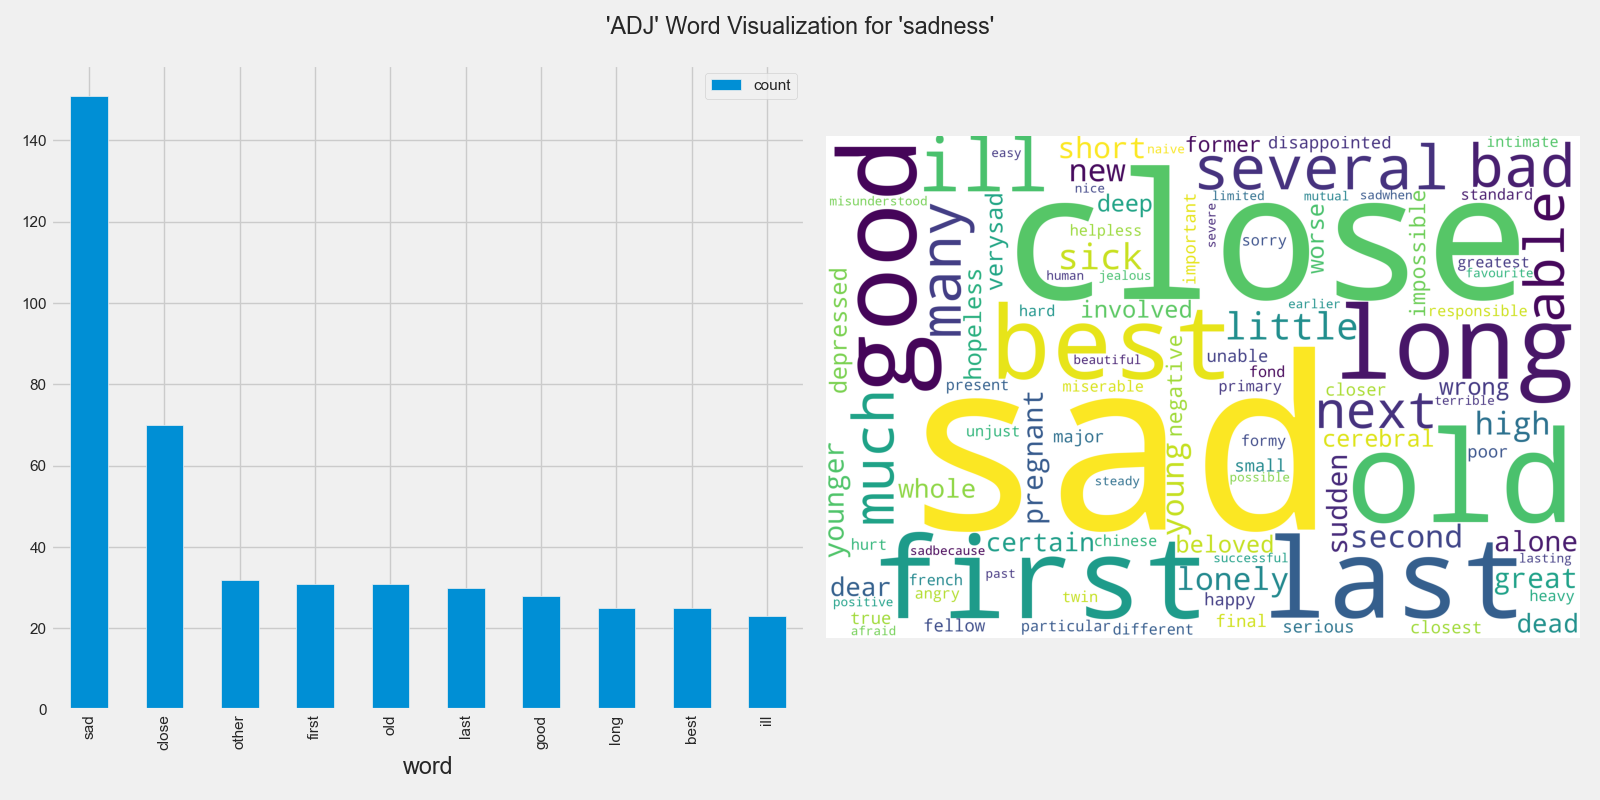 'ADJ' Word Visualization for 'sadness'
count
140
120
100
80
60
40
20
0
sad
close
other
first
old
last
good
long
best
ill
word
good
ill
easy
short
naive
former
disappointed
intimate
new
several
bad
nice
close
misunderstood
many
verysad
deep
important
severe
limited
mutual
sadwhen
standard
able
helpless
sick
sorry
worse
impossible
greatest
favourite
human
jealous
depressed
hopeless
hard
involved
earlier
responsible
best
little
long
beautiful
unable
fond
present
miserable
negative
primary
closer
wrong
terrible
much
sad
next
high
pregnant
unjust
major
young
formy
cerebral
poor
old
younger
whole
steady
small
possible
sudden
hurt
sadbecause
certain
chinese
beloved
second
alone
first
last
successful
lasting
dear
french
past
lonely
great
positive
angry
twin
happy
heavy
true
afraid
fellow
particular
different
final
serious
closest
dead